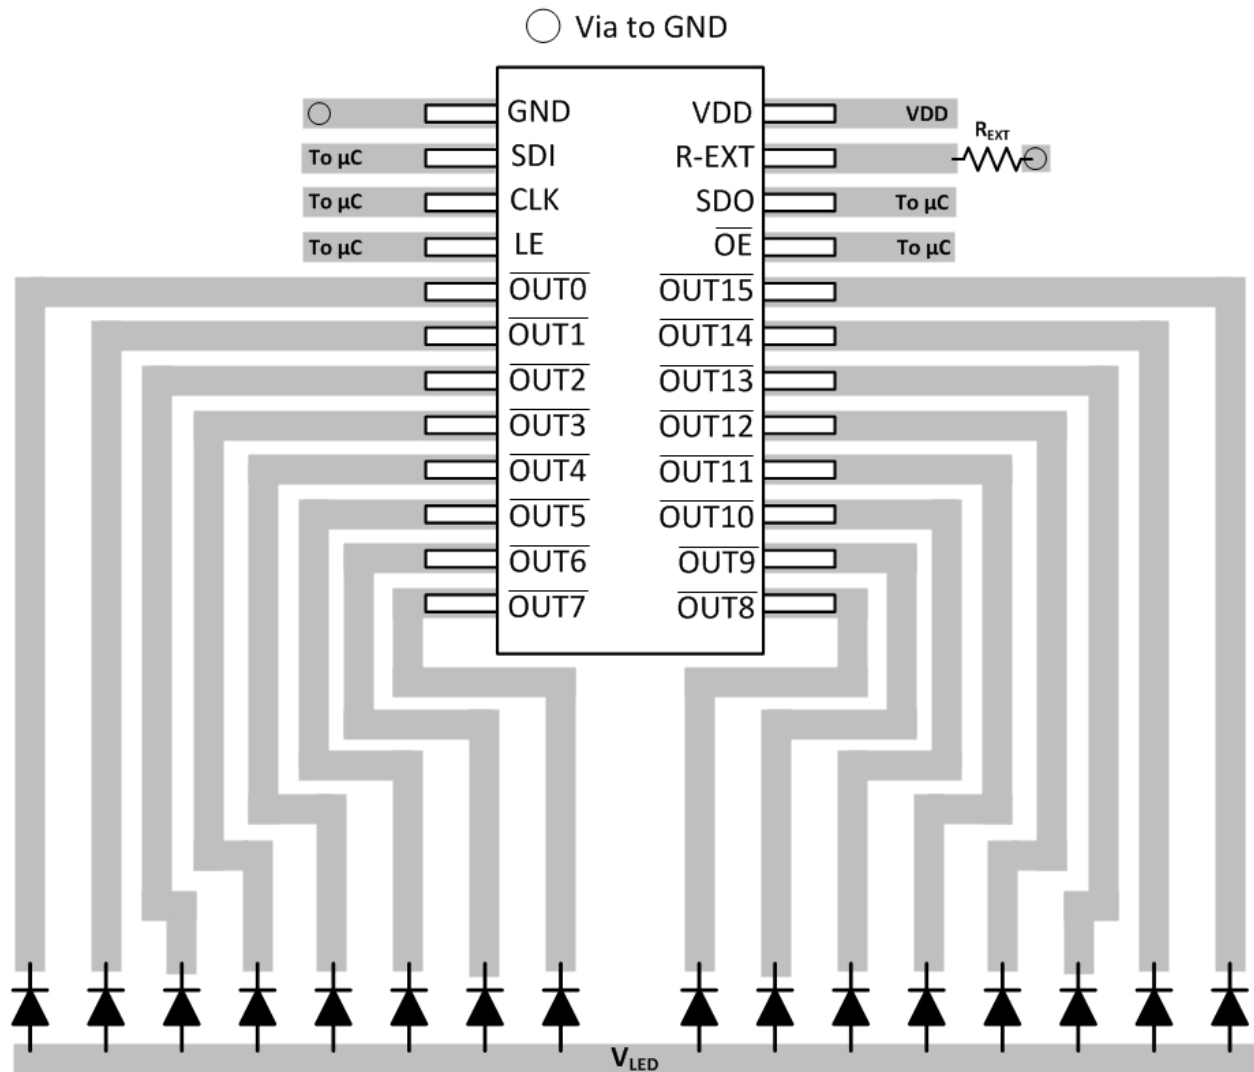 Via to GND
GND VDD VDD
R_EXT
To µC SDI R-EXT
To µC CLK SDO To µC
To µC LE OE To µC
OUT0 OUT15
OUT1 OUT14
OUT2 OUT13
OUT3 OUT12
OUT4 OUT11
OUT5 OUT10
OUT6 OUT9
OUT7 OUT8
V_LED